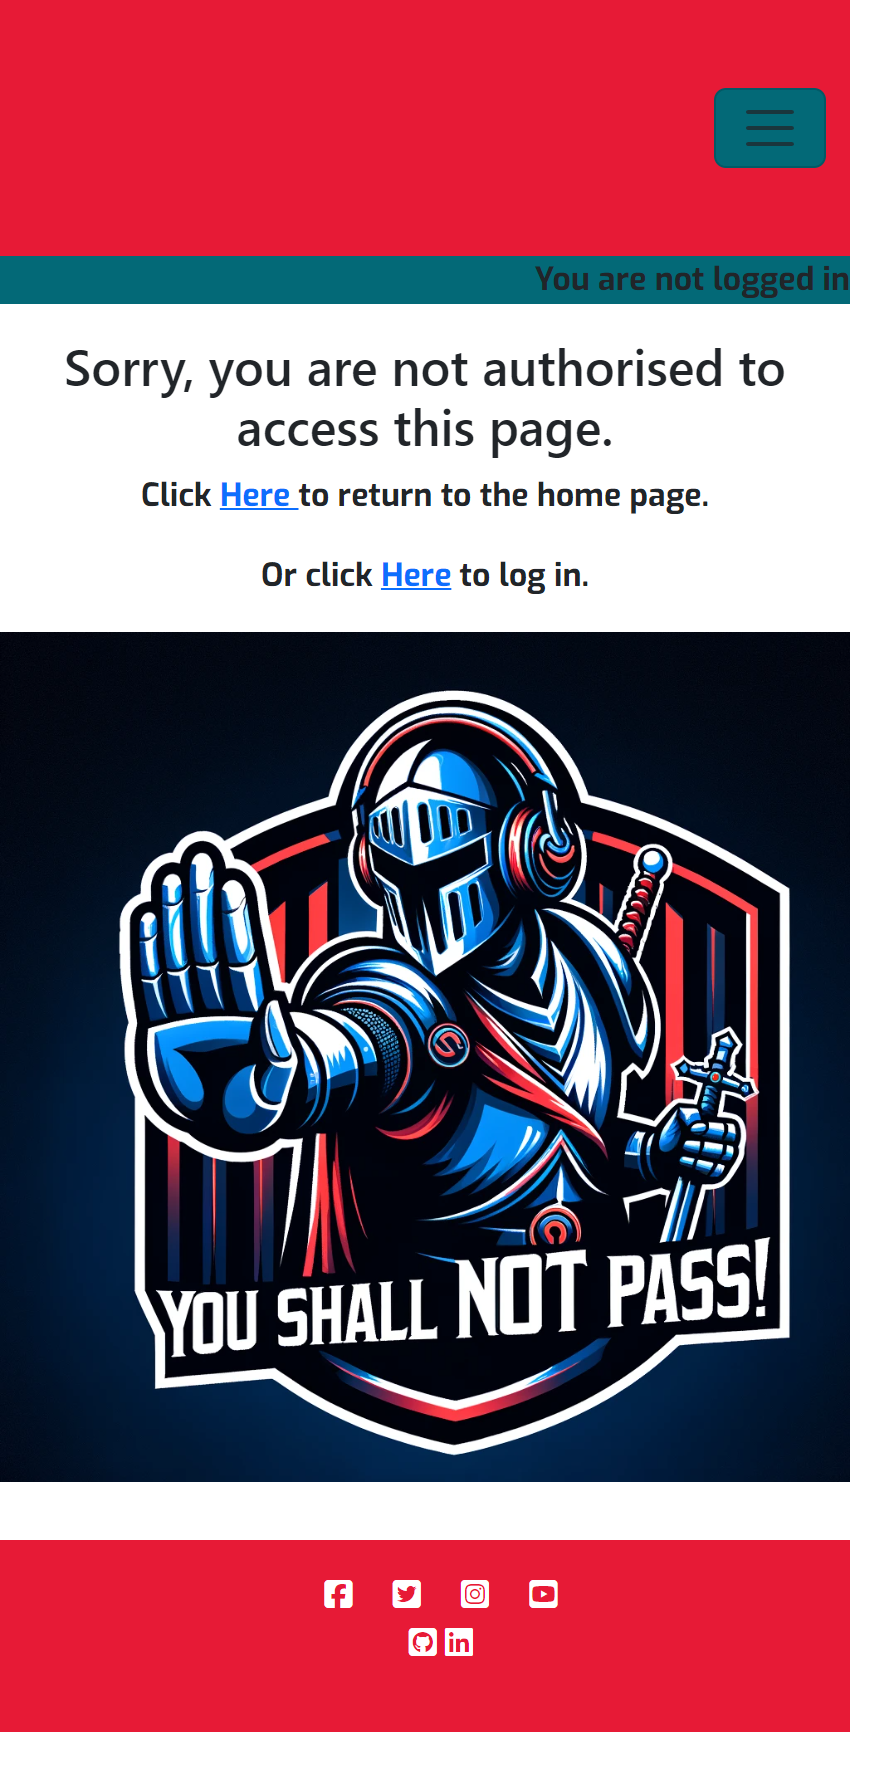 You are not logged in
Sorry, you are not authorised to
access this page.
Click Here to return to the home page.
Or click Here to log in.
YOU SHALL NOT PASS!